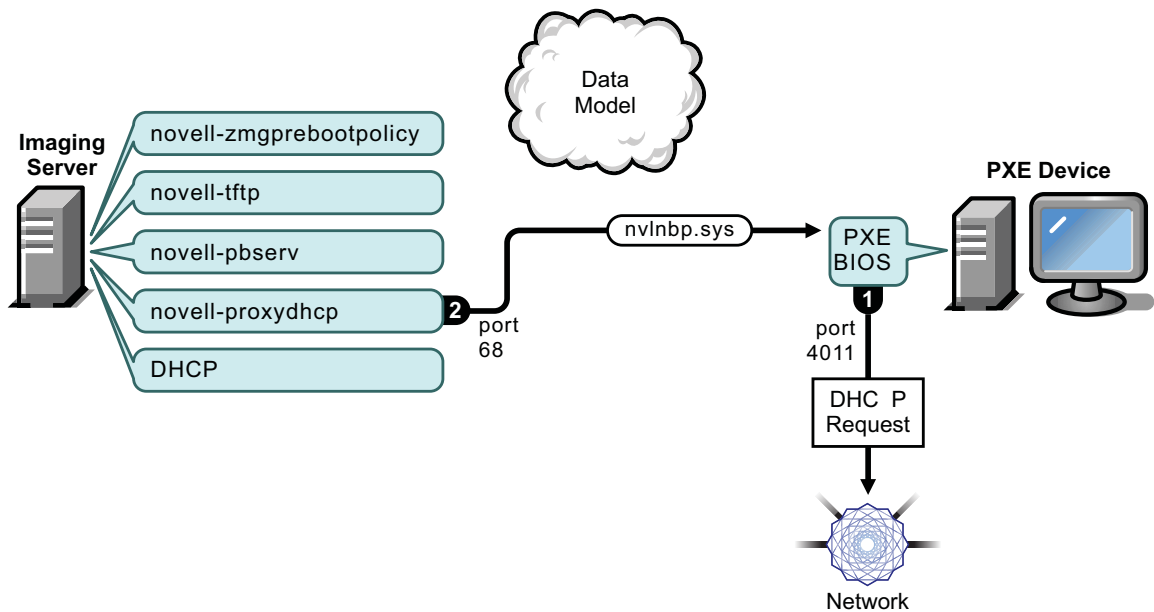 Data
Model
Imaging
Server
novell-zmgprebootpolicy
novell-tftp
novell-pbserv
novell-proxydhcp
DHCP
2
port
68
nvlnbp.sys
PXE
BIOS
1
port
4011
PXE Device
DHC P
Request
Network